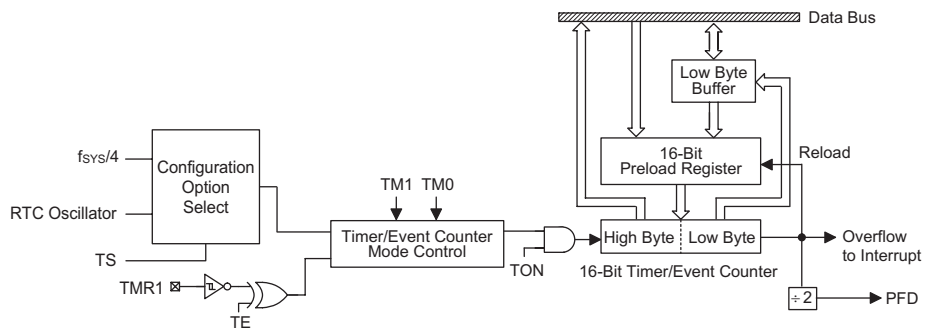 Data Bus
Low Byte
Buffer
16-Bit
Preload Register
Reload
fSYS/4
Configuration
Option
Select
RTC Oscillator
TS
TM1 TM0
Timer/Event Counter
Mode Control
TON
High Byte
Low Byte
16-Bit Timer/Event Counter
Overflow
to Interrupt
TMR1
TE
÷2
PFD